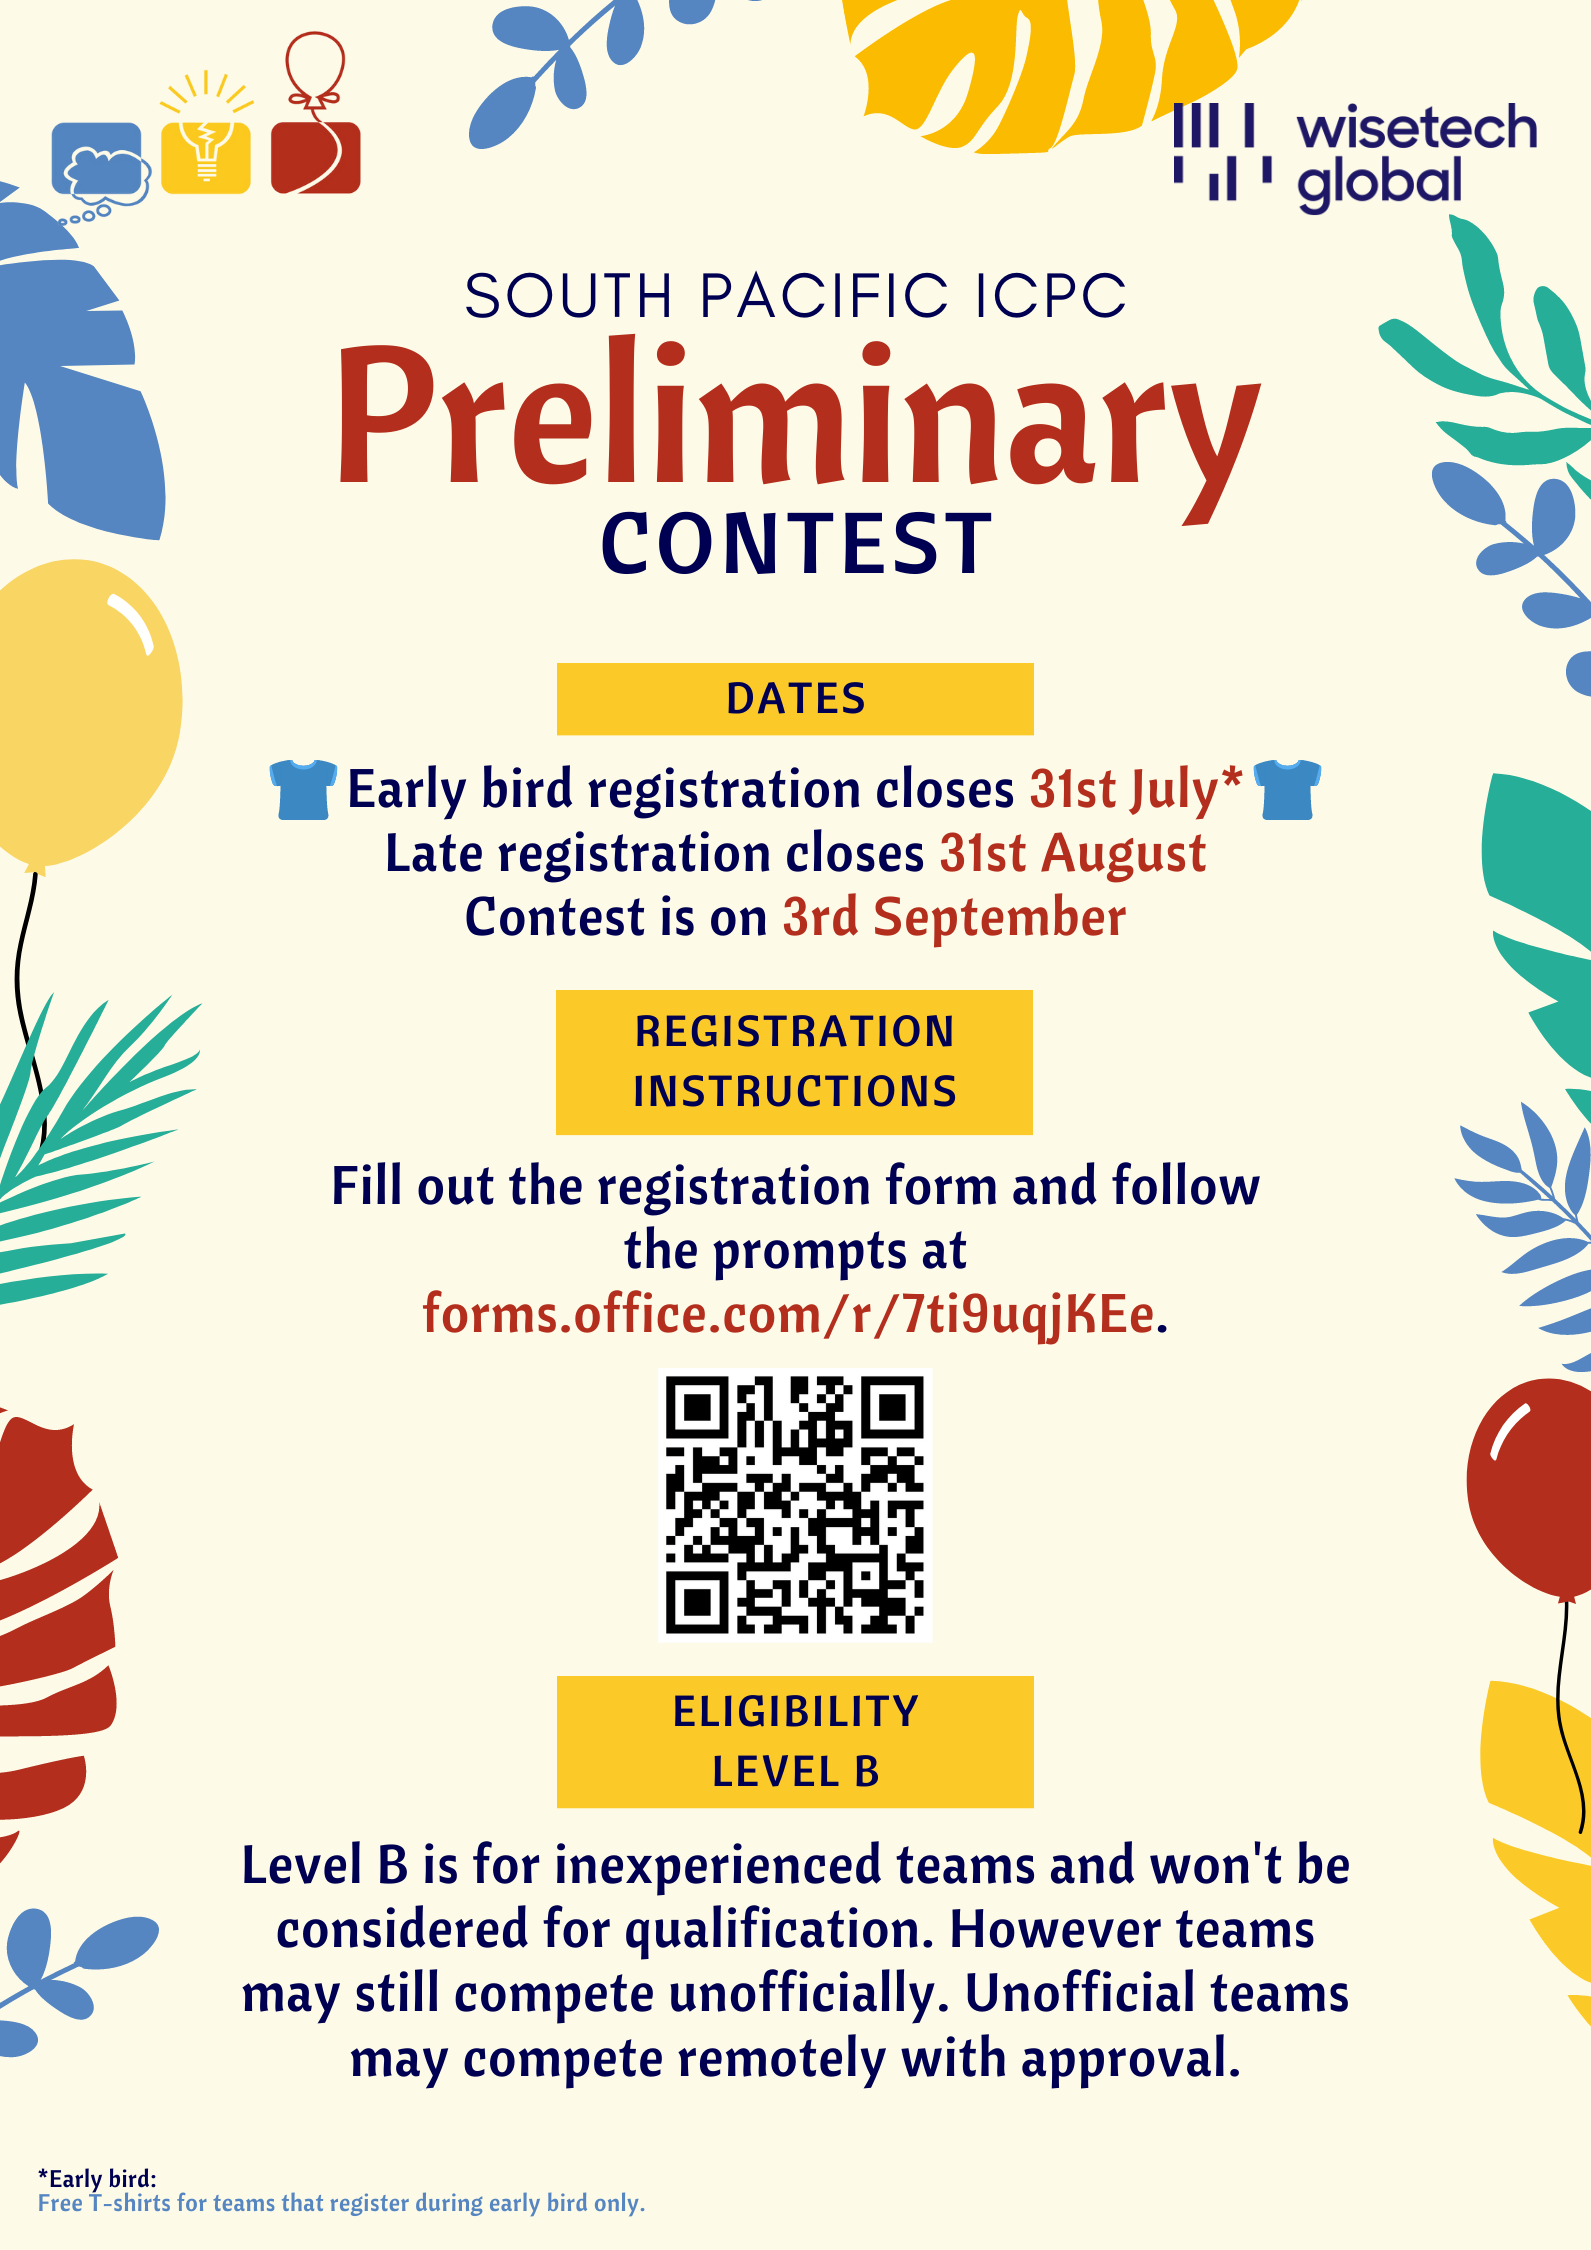 wisetech
global
SOUTH PACIFIC ICPC
Preliminary
CONTEST
DATES
Early bird registration closes 31st July*
Late registration closes 31st August
Contest is on 3rd September
REGISTRATION
INSTRUCTIONS
Fill out the registration form and follow
the prompts at
forms.office.com/r/7ti9uqjKEe.
ELIGIBILITY
LEVEL B
Level B is for inexperienced teams and won't be
considered for qualification. However teams
may still compete unofficially. Unofficial teams
may compete remotely with approval.
*Early bird:
Free T-shirts for teams that register during early bird only.